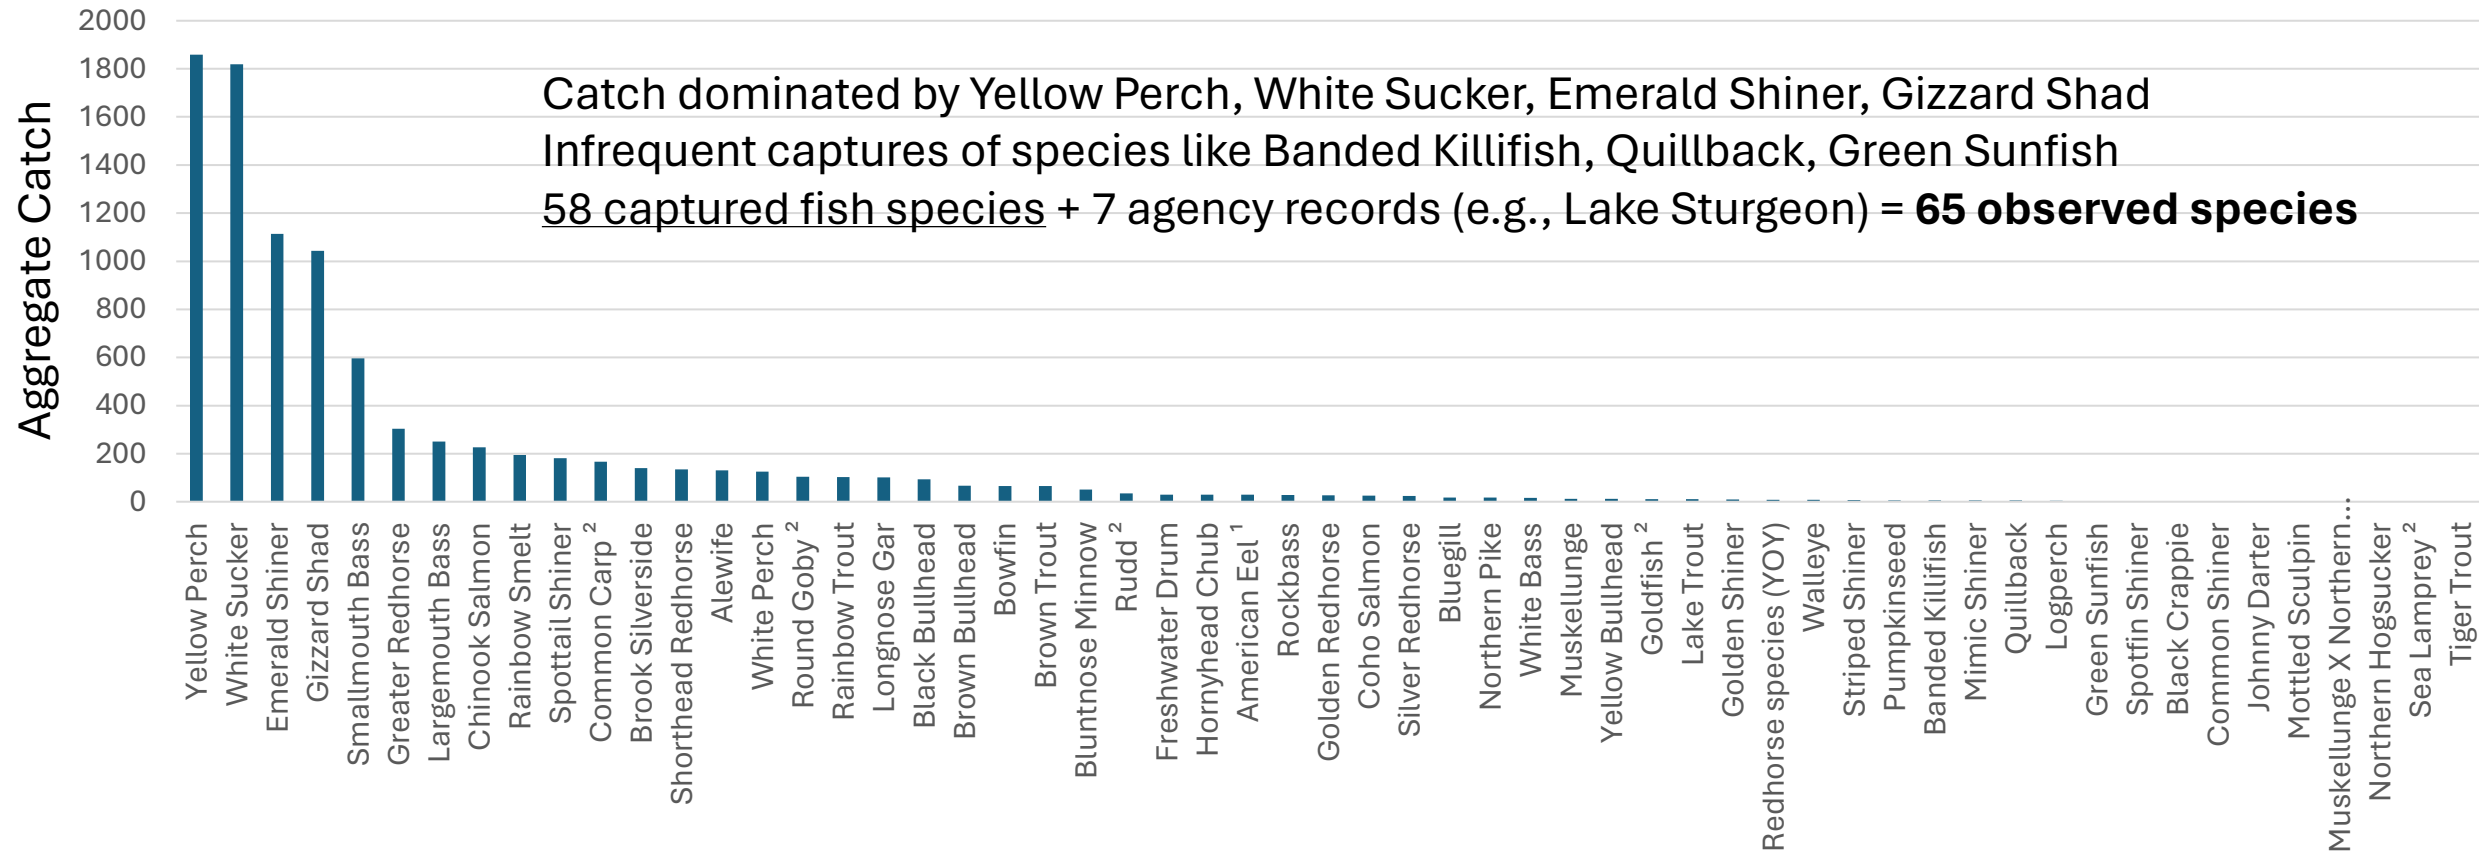 2000
1800
1600
1400
1200
1000
800
600
400
200
0
Aggregate Catch
Catch dominated by Yellow Perch, White Sucker, Emerald Shiner, Gizzard Shad
Infrequent captures of species like Banded Killifish, Quillback, Green Sunfish
58 captured fish species + 7 agency records (e.g., Lake Sturgeon) = 65 observed species
Yellow Perch
White Sucker
Emerald Shiner
Gizzard Shad
Smallmouth Bass
Greater Redhorse
Largemouth Bass
Chinook Salmon
Rainbow Smelt
Spottail Shiner
Common Carp ²
Brook Silverside
Shorthead Redhorse
Alewife
White Perch
Round Goby ²
Rainbow Trout
Longnose Gar
Black Bullhead
Brown Bullhead
Bowfin
Brown Trout
Bluntnose Minnow
Rudd ²
Freshwater Drum
Hornyhead Chub
American Eel ¹
Rockbass
Golden Redhorse
Coho Salmon
Silver Redhorse
Bluegill
Northern Pike
White Bass
Muskellunge
Yellow Bullhead
Goldfish ²
Lake Trout
Golden Shiner
Redhorse species (YOY)
Walleye
Striped Shiner
Pumpkinseed
Banded Killifish
Mimic Shiner
Quillback
Logperch
Green Sunfish
Spotfin Shiner
Black Crappie
Common Shiner
Johnny Darter
Mottled Sculpin
Muskellunge X Northern...
Northern Hogsucker
Sea Lamprey ²
Tiger Trout